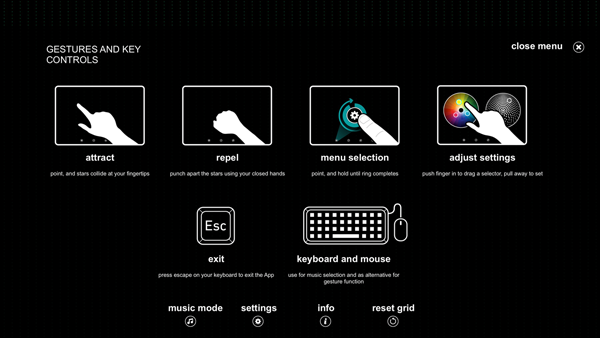 GESTURES AND KEY
CONTROLS
close menu
attract
repel
menu selection
adjust settings
point, and stars collide at your fingertips
punch apart the stars using your closed hands
point, and hold until ring completes
push finger in to drag a selector, pull away to set
Esc
exit
keyboard and mouse
press escape on your keyboard to exit the App
use for music selection and as alternative for
gesture function
music mode
settings
info
reset grid